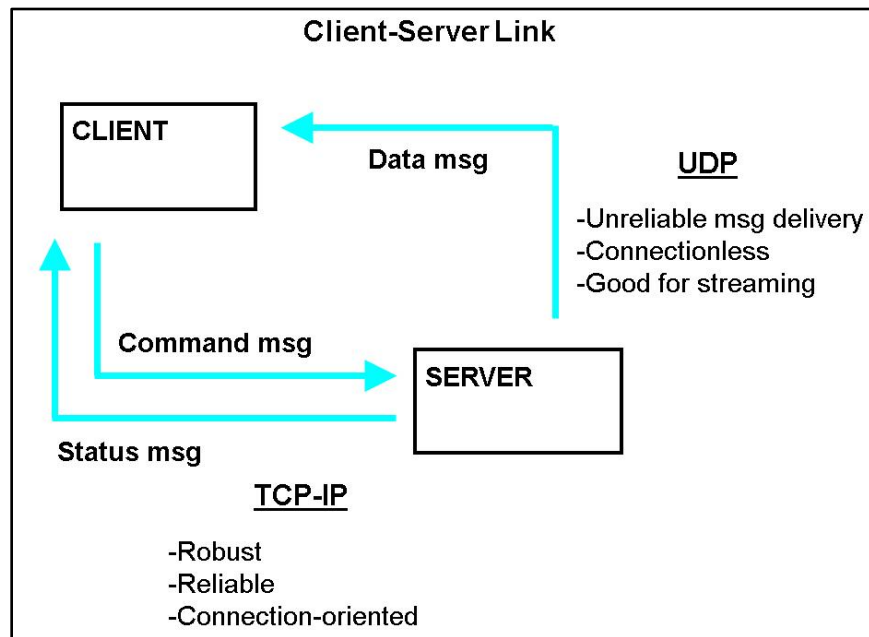 Client-Server Link
CLIENT
Data msg
UDP
-Unreliable msg delivery
-Connectionless
-Good for streaming
Command msg
SERVER
Status msg
TCP-IP
-Robust
-Reliable
-Connection-oriented